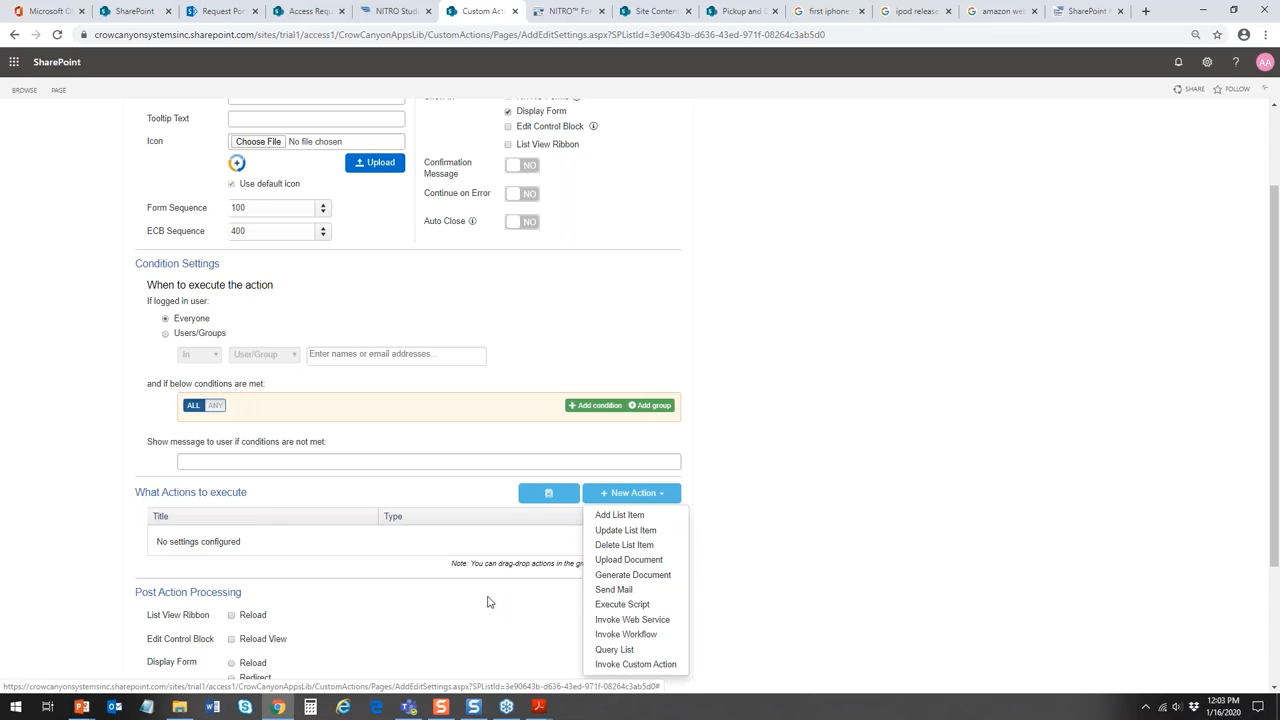 Microsoft O
SharePoint
Request Por
Access Requ
NITRO Studi
Custom Acti
NITRO™ For
Site Content
Pickup and E
first iphone
ipod releas
amazon web
SharePoint
crowcanyonsystemsinc.sharepoint.com/sites/trial1/access1/CrowCanyonAppsLib/CustomActions/Pages/AddEditSettings.aspx?SPListId=3e90643b-d636-43ed-971f-08264c3ab5d0
SharePoint
AA
BROWSE PAGE SHARE FOLLOW
Display Form
Tooltip Text
Edit Control Block
Icon Choose File No file chosen
List View Ribbon
Upload
Confirmation Message NO
Use default icon
Continue on Error NO
Form Sequence 100
Auto Close NO
ECB Sequence 400
Condition Settings
When to execute the action
If logged in user:
Everyone
Users/Groups
In User/Group Enter names or email addresses...
and if below conditions are met:
ALL ANY Add condition Add group
Show message to user if conditions are not met:
What Actions to execute New Action
Title Type
No settings configured
Note: You can drag-drop actions in the gr
Add List Item
Update List Item
Delete List Item
Upload Document
Generate Document
Send Mail
Execute Script
Invoke Web Service
Invoke Workflow
Query List
Invoke Custom Action
Post Action Processing
List View Ribbon Reload
Edit Control Block Reload View
Display Form Reload
Redirect
https://crowcanyonsystemsinc.sharepoint.com/sites/trial1/access1/CrowCanyonAppsLib/CustomActions/Pages/AddEditSettings.aspx?SPListId=3e90643b-d636-43ed-971f-08264c3ab5d0#
12:03 PM
1/16/2020